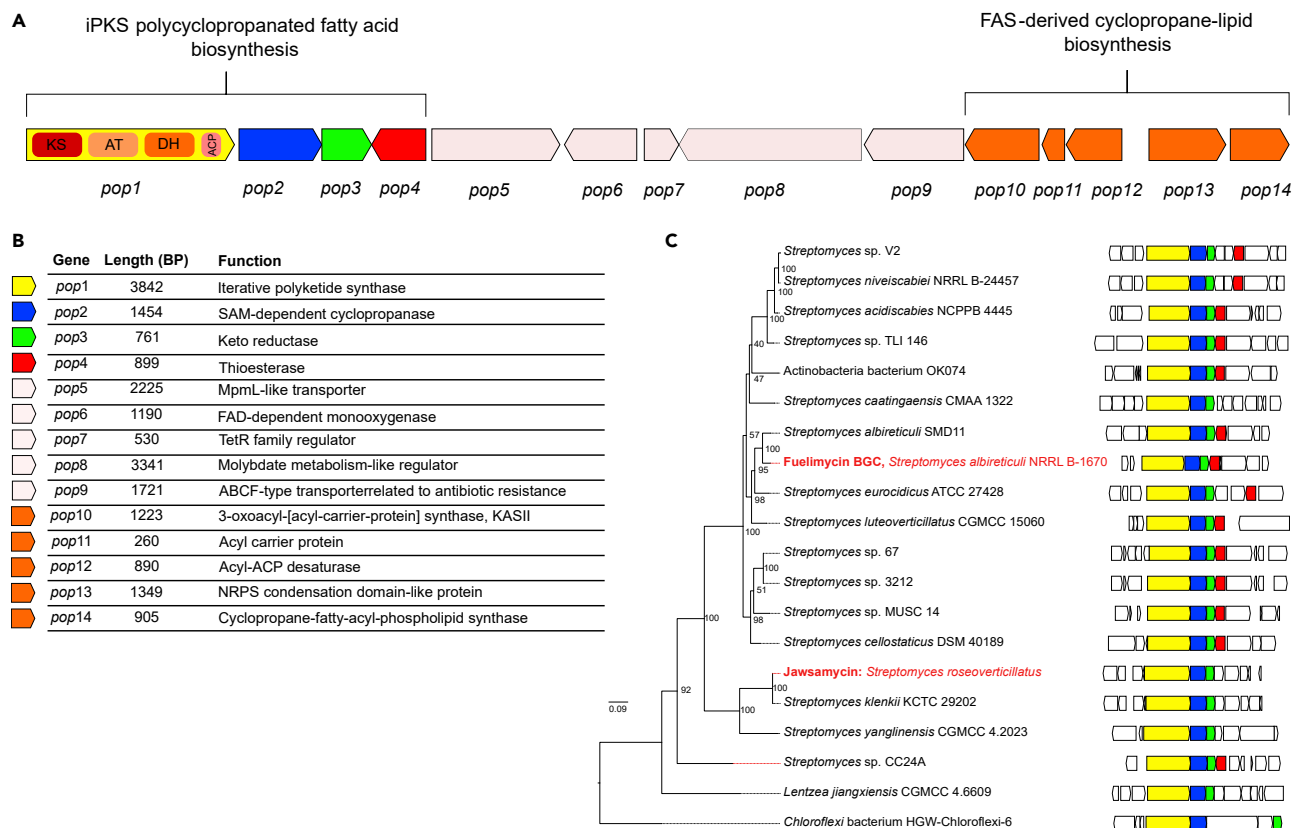 A
iPKS polycyclopropanated fatty acid
biosynthesis
FAS-derived cyclopropane-lipid
biosynthesis
KS AT DH ACP
pop1 pop2 pop3 pop4 pop5 pop6 pop7 pop8 pop9 pop10 pop11 pop12 pop13 pop14
B
Gene Length (BP) Function
pop1 3842 Iterative polyketide synthase
pop2 1454 SAM-dependent cyclopropanase
pop3 761 Keto reductase
pop4 899 Thioesterase
pop5 2225 MpmL-like transporter
pop6 1190 FAD-dependent monooxygenase
pop7 530 TetR family regulator
pop8 3341 Molybdate metabolism-like regulator
pop9 1721 ABCF-type transporterrelated to antibiotic resistance
pop10 1223 3-oxoacyl-[acyl-carrier-protein] synthase, KASII
pop11 260 Acyl carrier protein
pop12 890 Acyl-ACP desaturase
pop13 1349 NRPS condensation domain-like protein
pop14 905 Cyclopropane-fatty-acyl-phospholipid synthase
C
Streptomyces sp. V2
100
Streptomyces niveiscabiei NRRL B-24457
100
Streptomyces acidiscabies NCPPB 4445
100
Streptomyces sp. TLI 146
40
Actinobacteria bacterium OK074
47
Streptomyces caatingaensis CMAA 1322
Streptomyces albireticuli SMD11
57
100
Fuelimycin BGC, Streptomyces albireticuli NRRL B-1670
95
Streptomyces eurocidicus ATCC 27428
98
Streptomyces luteoverticillatus CGMCC 15060
100
Streptomyces sp. 67
100
Streptomyces sp. 3212
51
Streptomyces sp. MUSC 14
100
98
Streptomyces cellostaticus DSM 40189
Jawsamycin: Streptomyces roseoverticillatus
100
92
Streptomyces klenkii KCTC 29202
0.09
100
Streptomyces yanglinensis CGMCC 4.2023
Streptomyces sp. CC24A
Lentzea jiangxiensis CGMCC 4.6609
Chloroflexi bacterium HGW-Chloroflexi-6